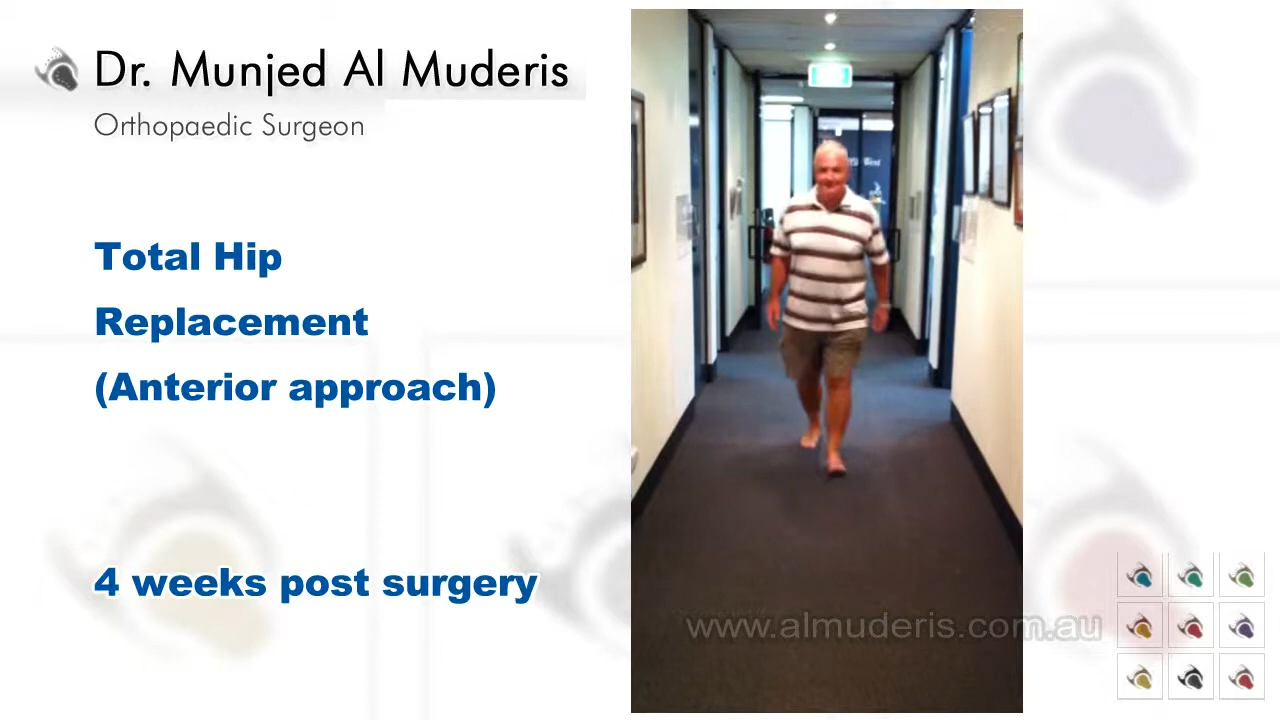 Dr. Munjed Al Muderis
Orthopaedic Surgeon
Total Hip
Replacement
(Anterior approach)
4 weeks post surgery
www.almuderis.com.au